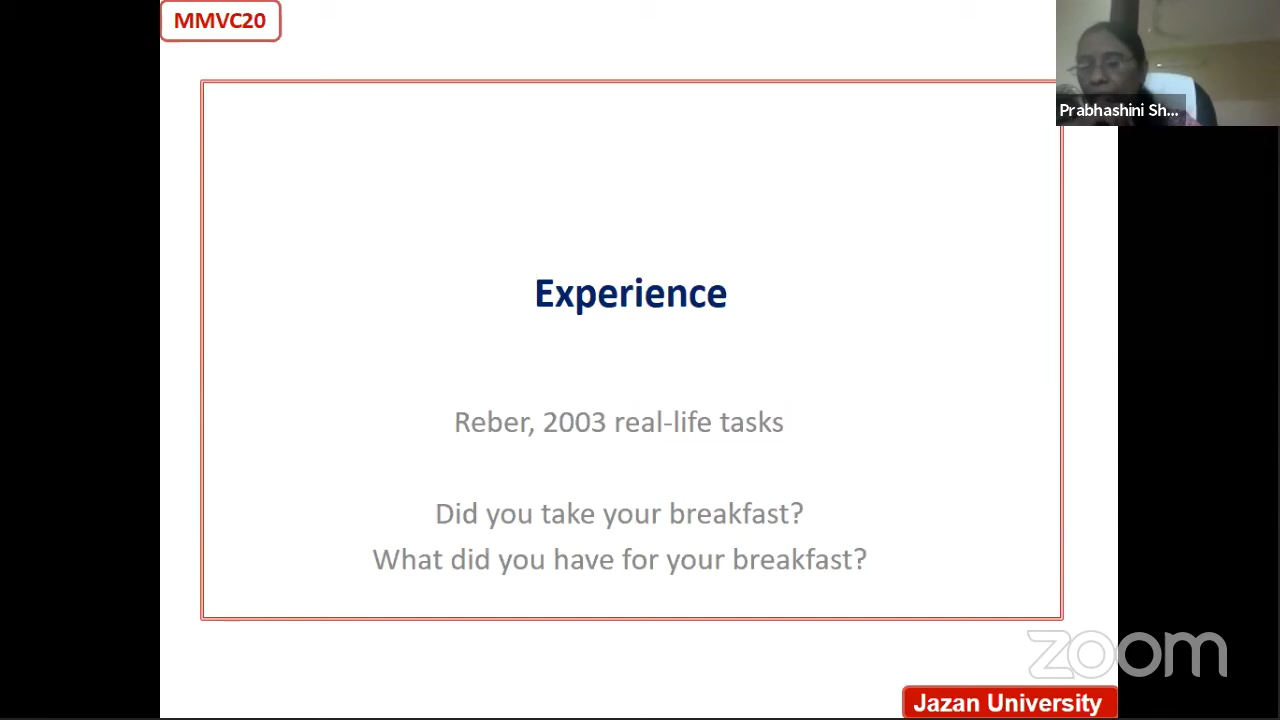 MMVC20
Prabhashini Sh...
Experience
Reber, 2003 real-life tasks
Did you take your breakfast?
What did you have for your breakfast?
zoom
Jazan University